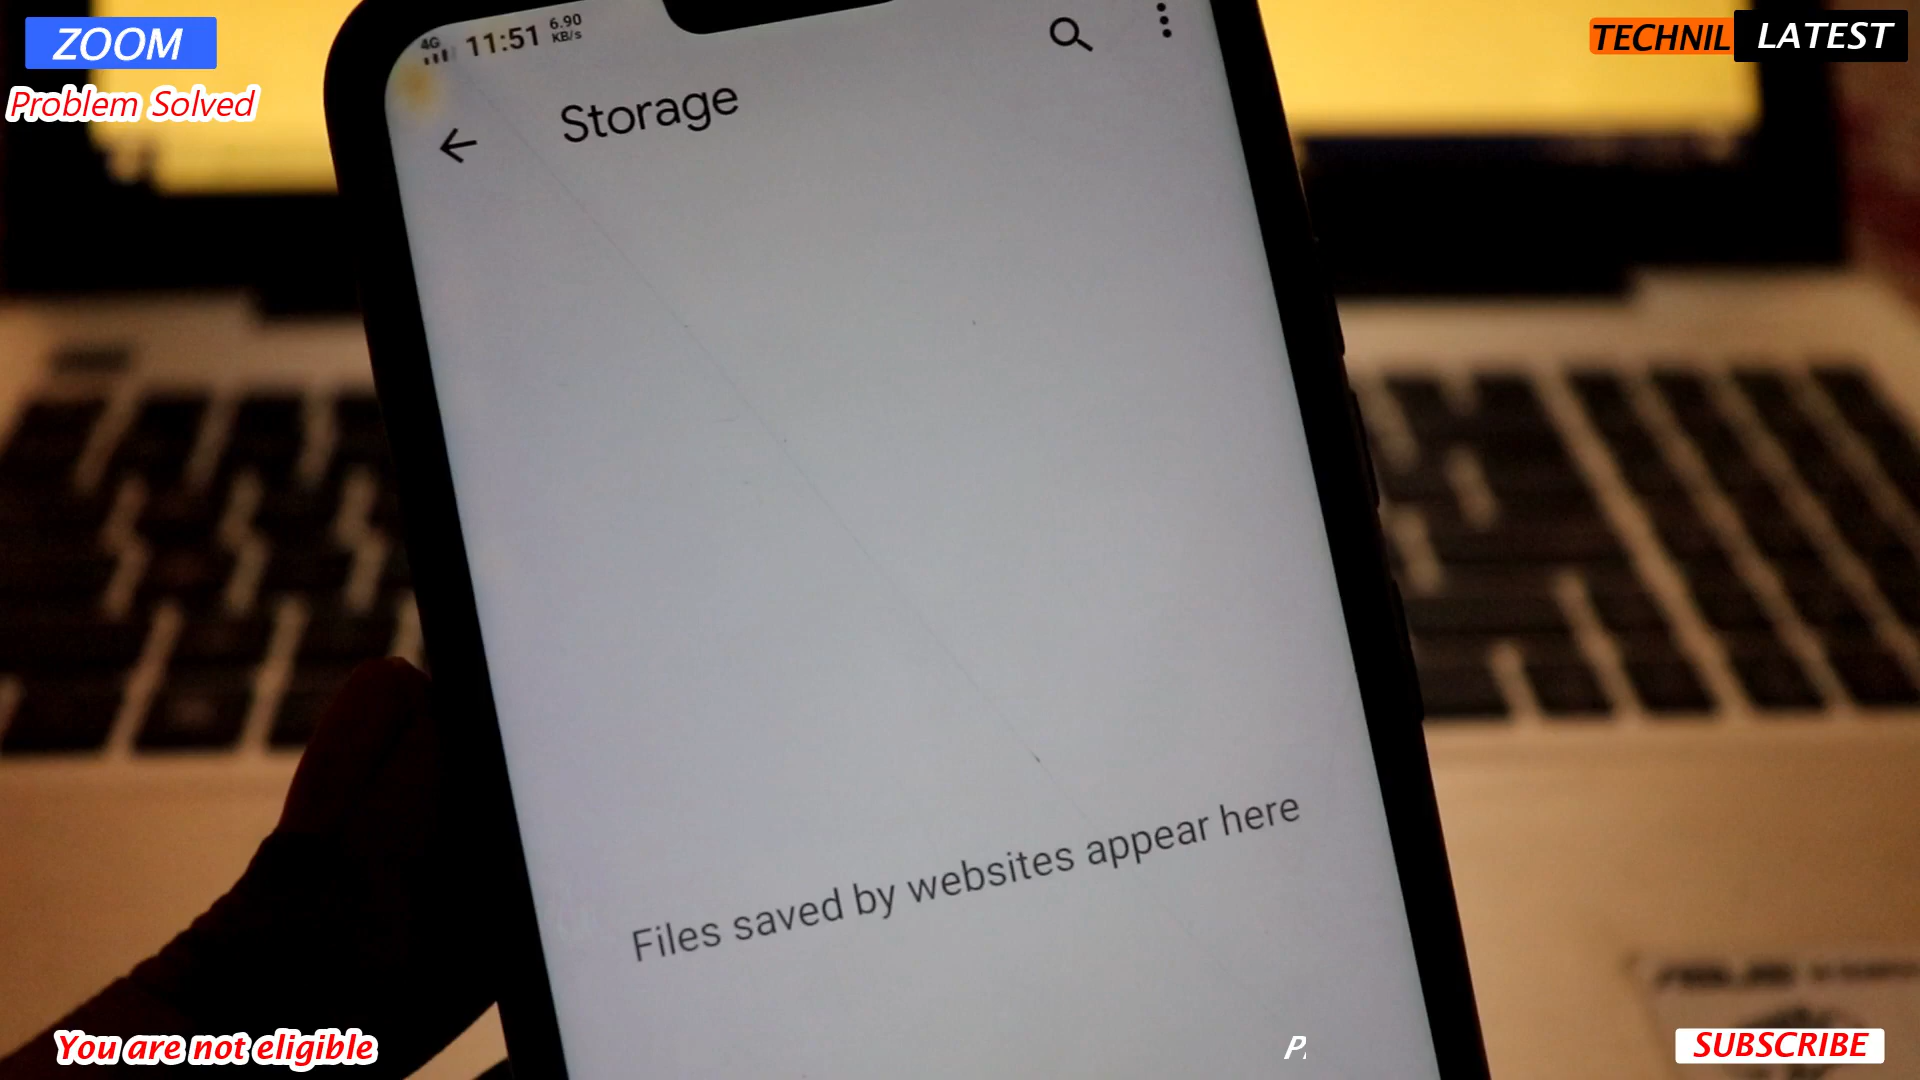 ZOOM
Problem Solved
4G 11:51 6.90 KB/s
TECHNIL LATEST
Storage
Files saved by websites appear here
You are not eligible
P
SUBSCRIBE